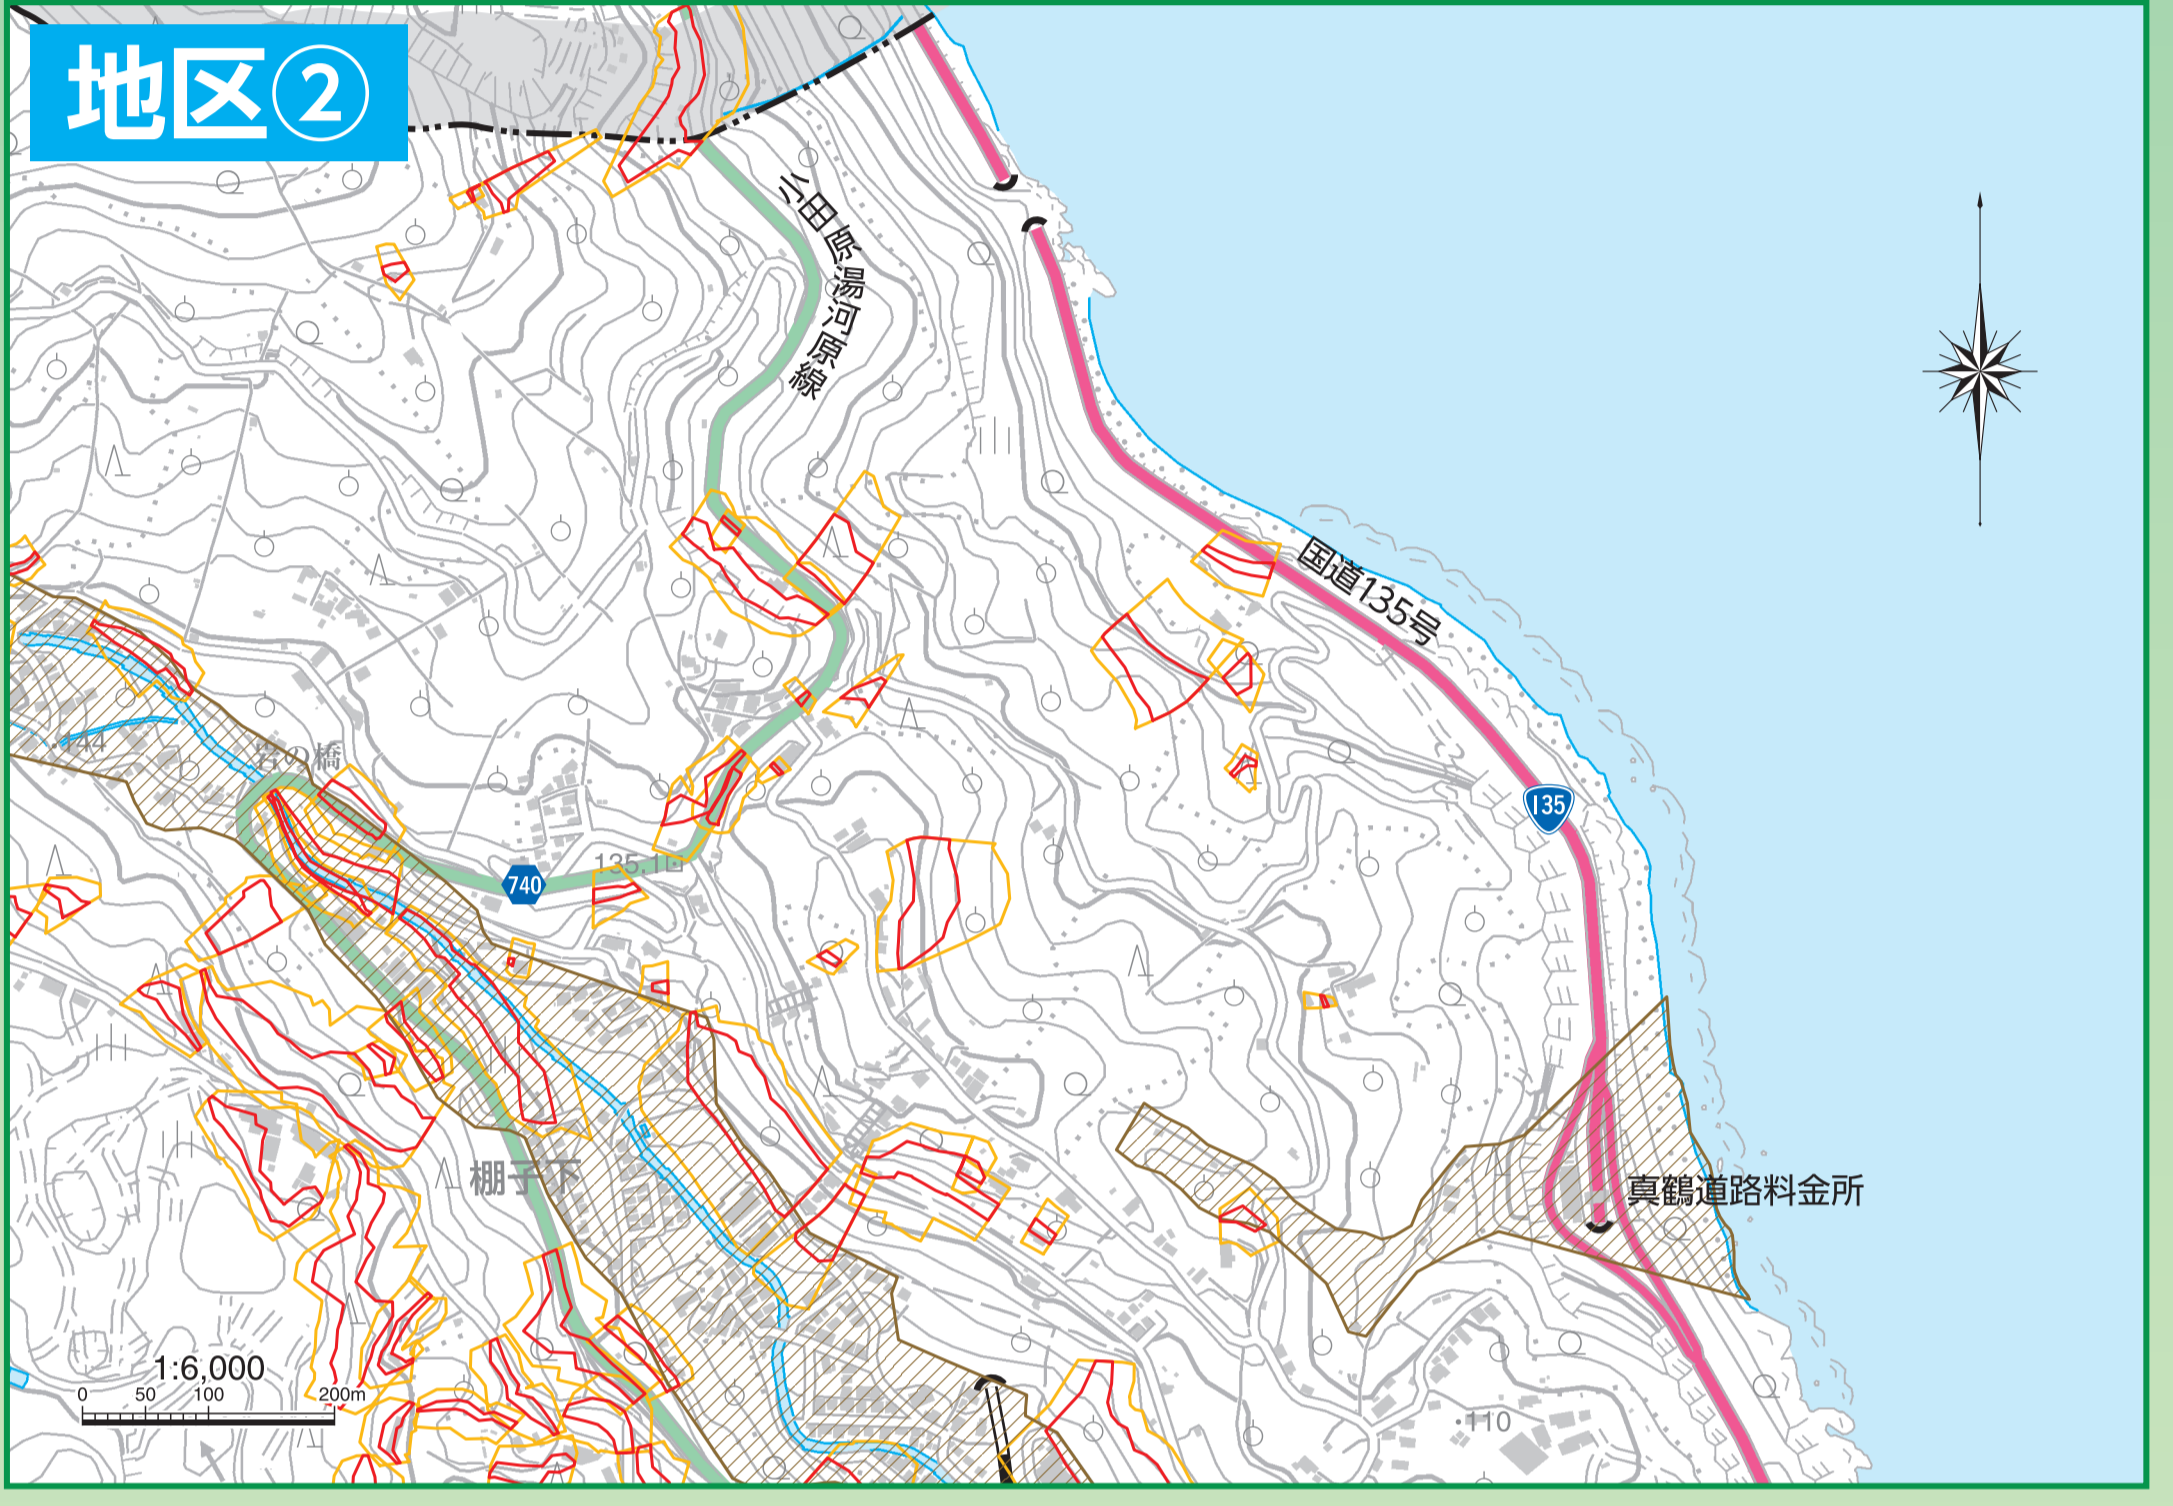 地区②
小田原湯河原線
国道135号
・144
岩の橋
135
135.1
740
真鶴道路料金所
棚子下
1:6,000
0 50 100 200m
・110